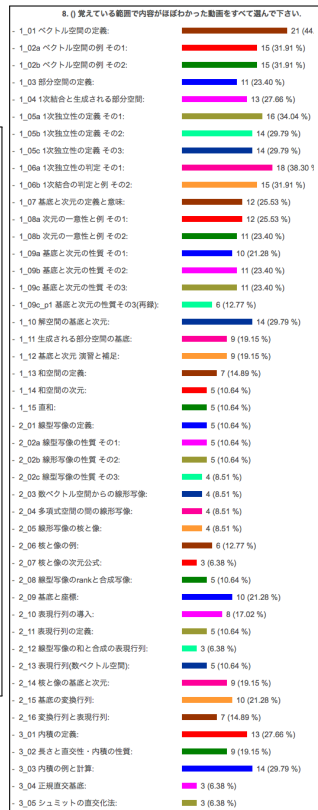 8. () 覚えている範囲で内容がほぼわかった動画をすべて選んで下さい.
- 1_01 ベクトル空間の定義: 21 (44.
- 1_02a ベクトル空間の例 その1: 15 (31.91 %)
- 1_02b ベクトル空間の例 その2: 15 (31.91 %)
- 1_03 部分空間の定義: 11 (23.40 %)
- 1_04 1次結合と生成される部分空間: 13 (27.66 %)
- 1_05a 1次独立性の定義 その1: 16 (34.04 %)
- 1_05b 1次独立性の定義 その2: 14 (29.79 %)
- 1_05c 1次独立性の定義 その3: 14 (29.79 %)
- 1_06a 1次独立性の判定 その1: 18 (38.30 %
- 1_06b 1次結合の判定と例 その2: 15 (31.91 %)
- 1_07 基底と次元の定義と意味: 12 (25.53 %)
- 1_08a 次元の一意性と例 その1: 12 (25.53 %)
- 1_08b 次元の一意性と例 その2: 11 (23.40 %)
- 1_09a 基底と次元の性質 その1: 10 (21.28 %)
- 1_09b 基底と次元の性質 その2: 11 (23.40 %)
- 1_09c 基底と次元の性質 その3: 11 (23.40 %)
- 1_09c_p1 基底と次元の性質その3(再録): 6 (12.77 %)
- 1_10 解空間の基底と次元: 14 (29.79 %)
- 1_11 生成される部分空間の基底: 9 (19.15 %)
- 1_12 基底と次元 演習と補足: 9 (19.15 %)
- 1_13 和空間の定義: 7 (14.89 %)
- 1_14 和空間の次元: 5 (10.64 %)
- 1_15 直和: 5 (10.64 %)
- 2_01 線型写像の定義: 5 (10.64 %)
- 2_02a 線型写像の性質 その1: 5 (10.64 %)
- 2_02b 線形写像の性質 その2: 5 (10.64 %)
- 2_02c 線型写像の性質 その3: 4 (8.51 %)
- 2_03 数ベクトル空間からの線形写像: 4 (8.51 %)
- 2_04 多項式空間の間の線形写像: 4 (8.51 %)
- 2_05 線形写像の核と像: 4 (8.51 %)
- 2_06 核と像の例: 6 (12.77 %)
- 2_07 核と像の次元公式: 3 (6.38 %)
- 2_08 線型写像のrankと合成写像: 5 (10.64 %)
- 2_09 基底と座標: 10 (21.28 %)
- 2_10 表現行列の導入: 8 (17.02 %)
- 2_11 表現行列の定義: 5 (10.64 %)
- 2_12 線型写像の和と合成の表現行列: 3 (6.38 %)
- 2_13 表現行列(数ベクトル空間): 5 (10.64 %)
- 2_14 核と像の基底と次元: 9 (19.15 %)
- 2_15 基底の変換行列: 10 (21.28 %)
- 2_16 変換行列と表現行列: 7 (14.89 %)
- 3_01 内積の定義: 13 (27.66 %)
- 3_02 長さと直交性・内積の性質: 9 (19.15 %)
- 3_03 内積の例と計算: 14 (29.79 %)
- 3_04 正規直交基底: 3 (6.38 %)
- 3_05 シュミットの直交化法: 3 (6.38 %)